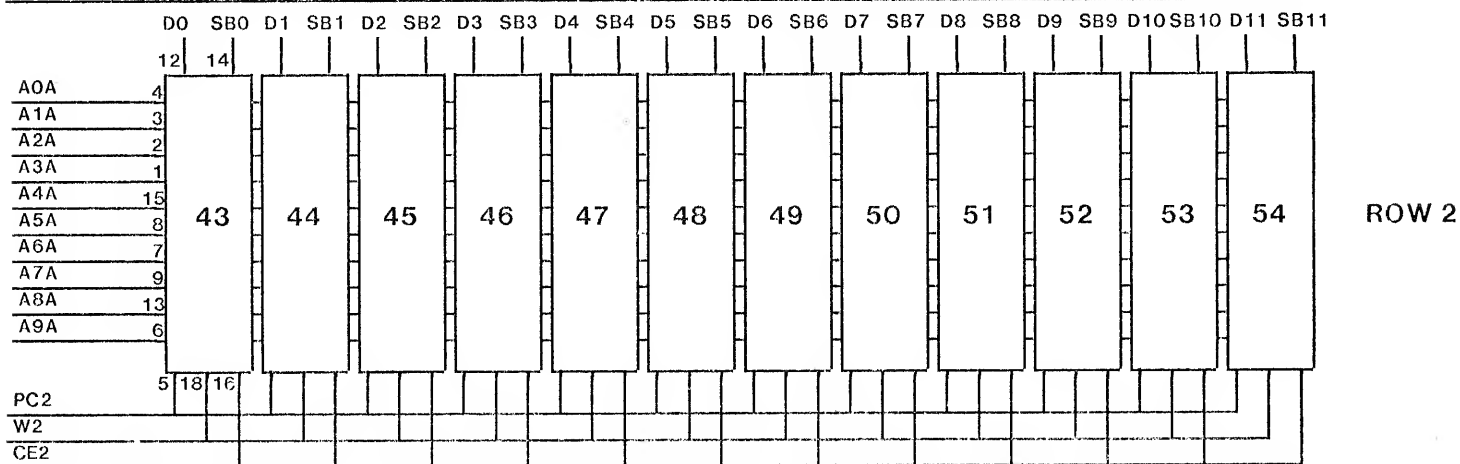 D0 SB0 D1 SB1 D2 SB2 D3 SB3 D4 SB4 D5 SB5 D6 SB6 D7 SB7 D8 SB8 D9 SB9 D10 SB10 D11 SB11
12 14
A0A 4
A1A 3
A2A 2
A3A 1
A4A 15
A5A 8
A6A 7
A7A 9
A8A 13
A9A 6
43 44 45 46 47 48 49 50 51 52 53 54 ROW 2
5 18 16
PC2
W2
CE2